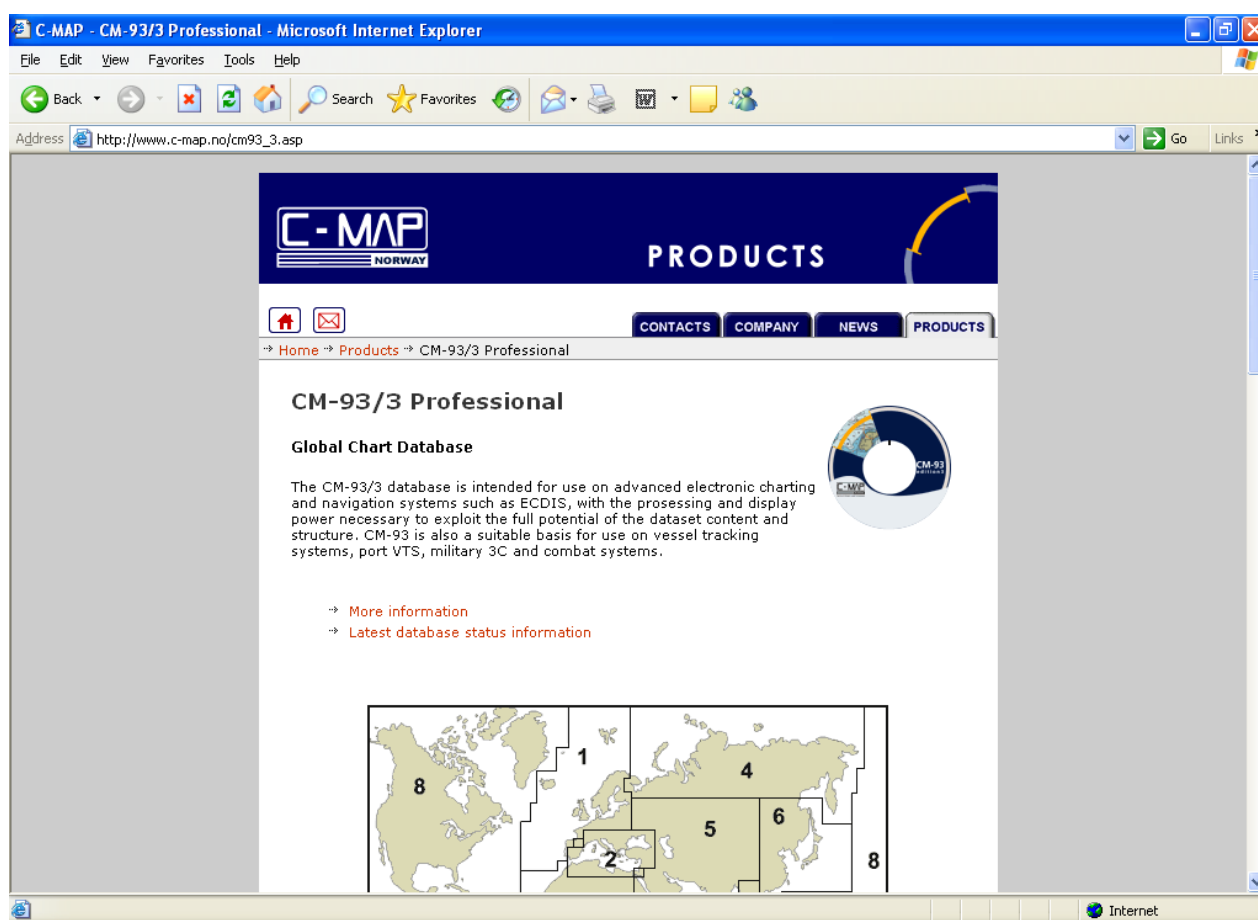 C-MAP - CM-93/3 Professional - Microsoft Internet Explorer
File Edit View Favorites Tools Help
Back Search Favorites
Address http://www.c-map.no/cm93_3.asp Go Links
C-MAP
NORWAY
PRODUCTS
CONTACTS COMPANY NEWS PRODUCTS
Home Products CM-93/3 Professional
CM-93/3 Professional
Global Chart Database
CM-93
edition3
C-MAP
The CM-93/3 database is intended for use on advanced electronic charting
and navigation systems such as ECDIS, with the prosessing and display
power necessary to exploit the full potential of the dataset content and
structure. CM-93 is also a suitable basis for use on vessel tracking
systems, port VTS, military 3C and combat systems.
More information
Latest database status information
1
4
8
6
5
2
8
Internet